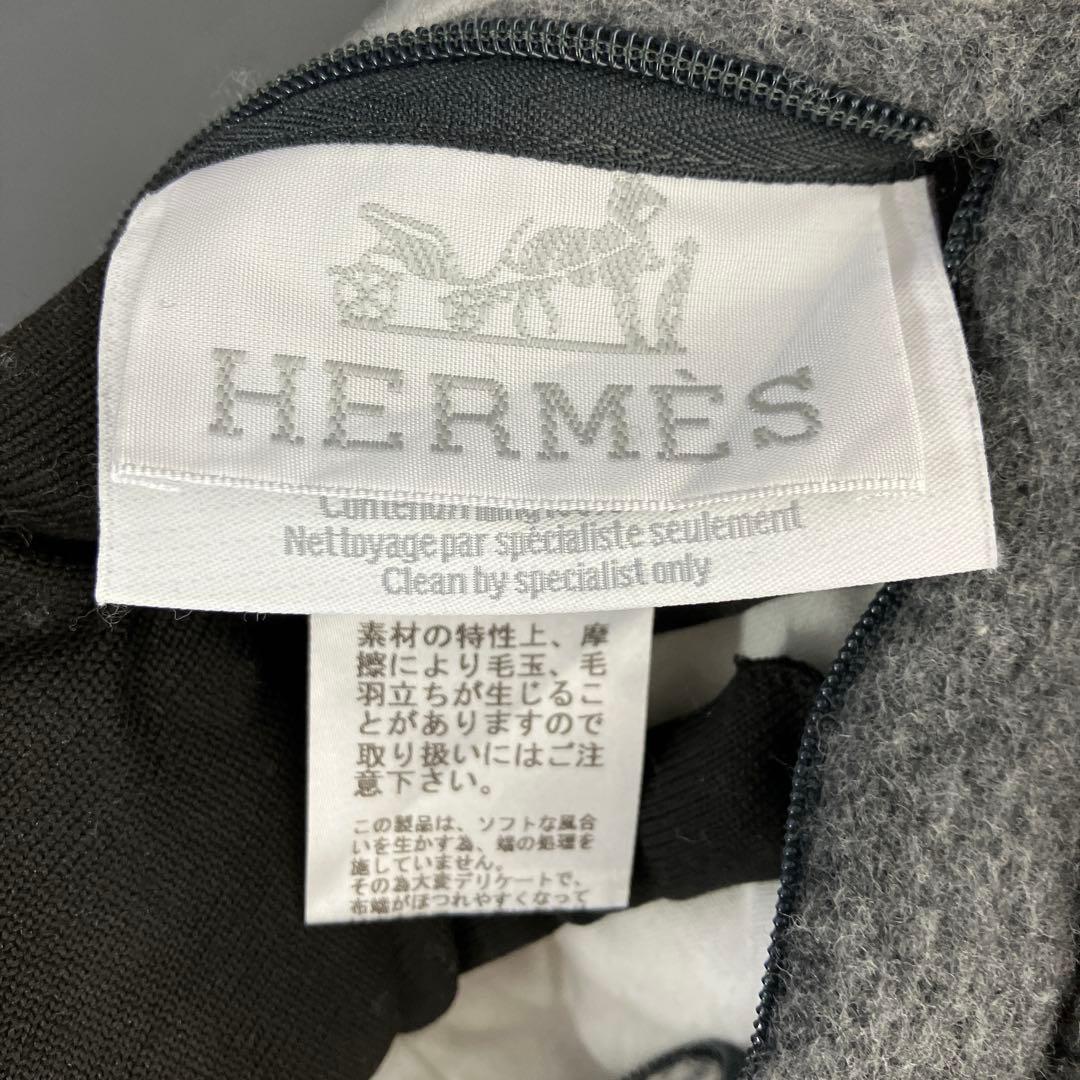 HERMÈS
Contenu/Filling
Nettoyage par spécialiste seulement
Clean by specialist only
素材の特性上、摩
擦により毛玉、毛
羽立ちが生じるこ
とがありますので
取り扱いにはご注
意下さい。
この製品は、ソフトな風合
いを生かす為、端の処理を
施していません。
その為大変デリケートで、
布端がほつれやすくなって